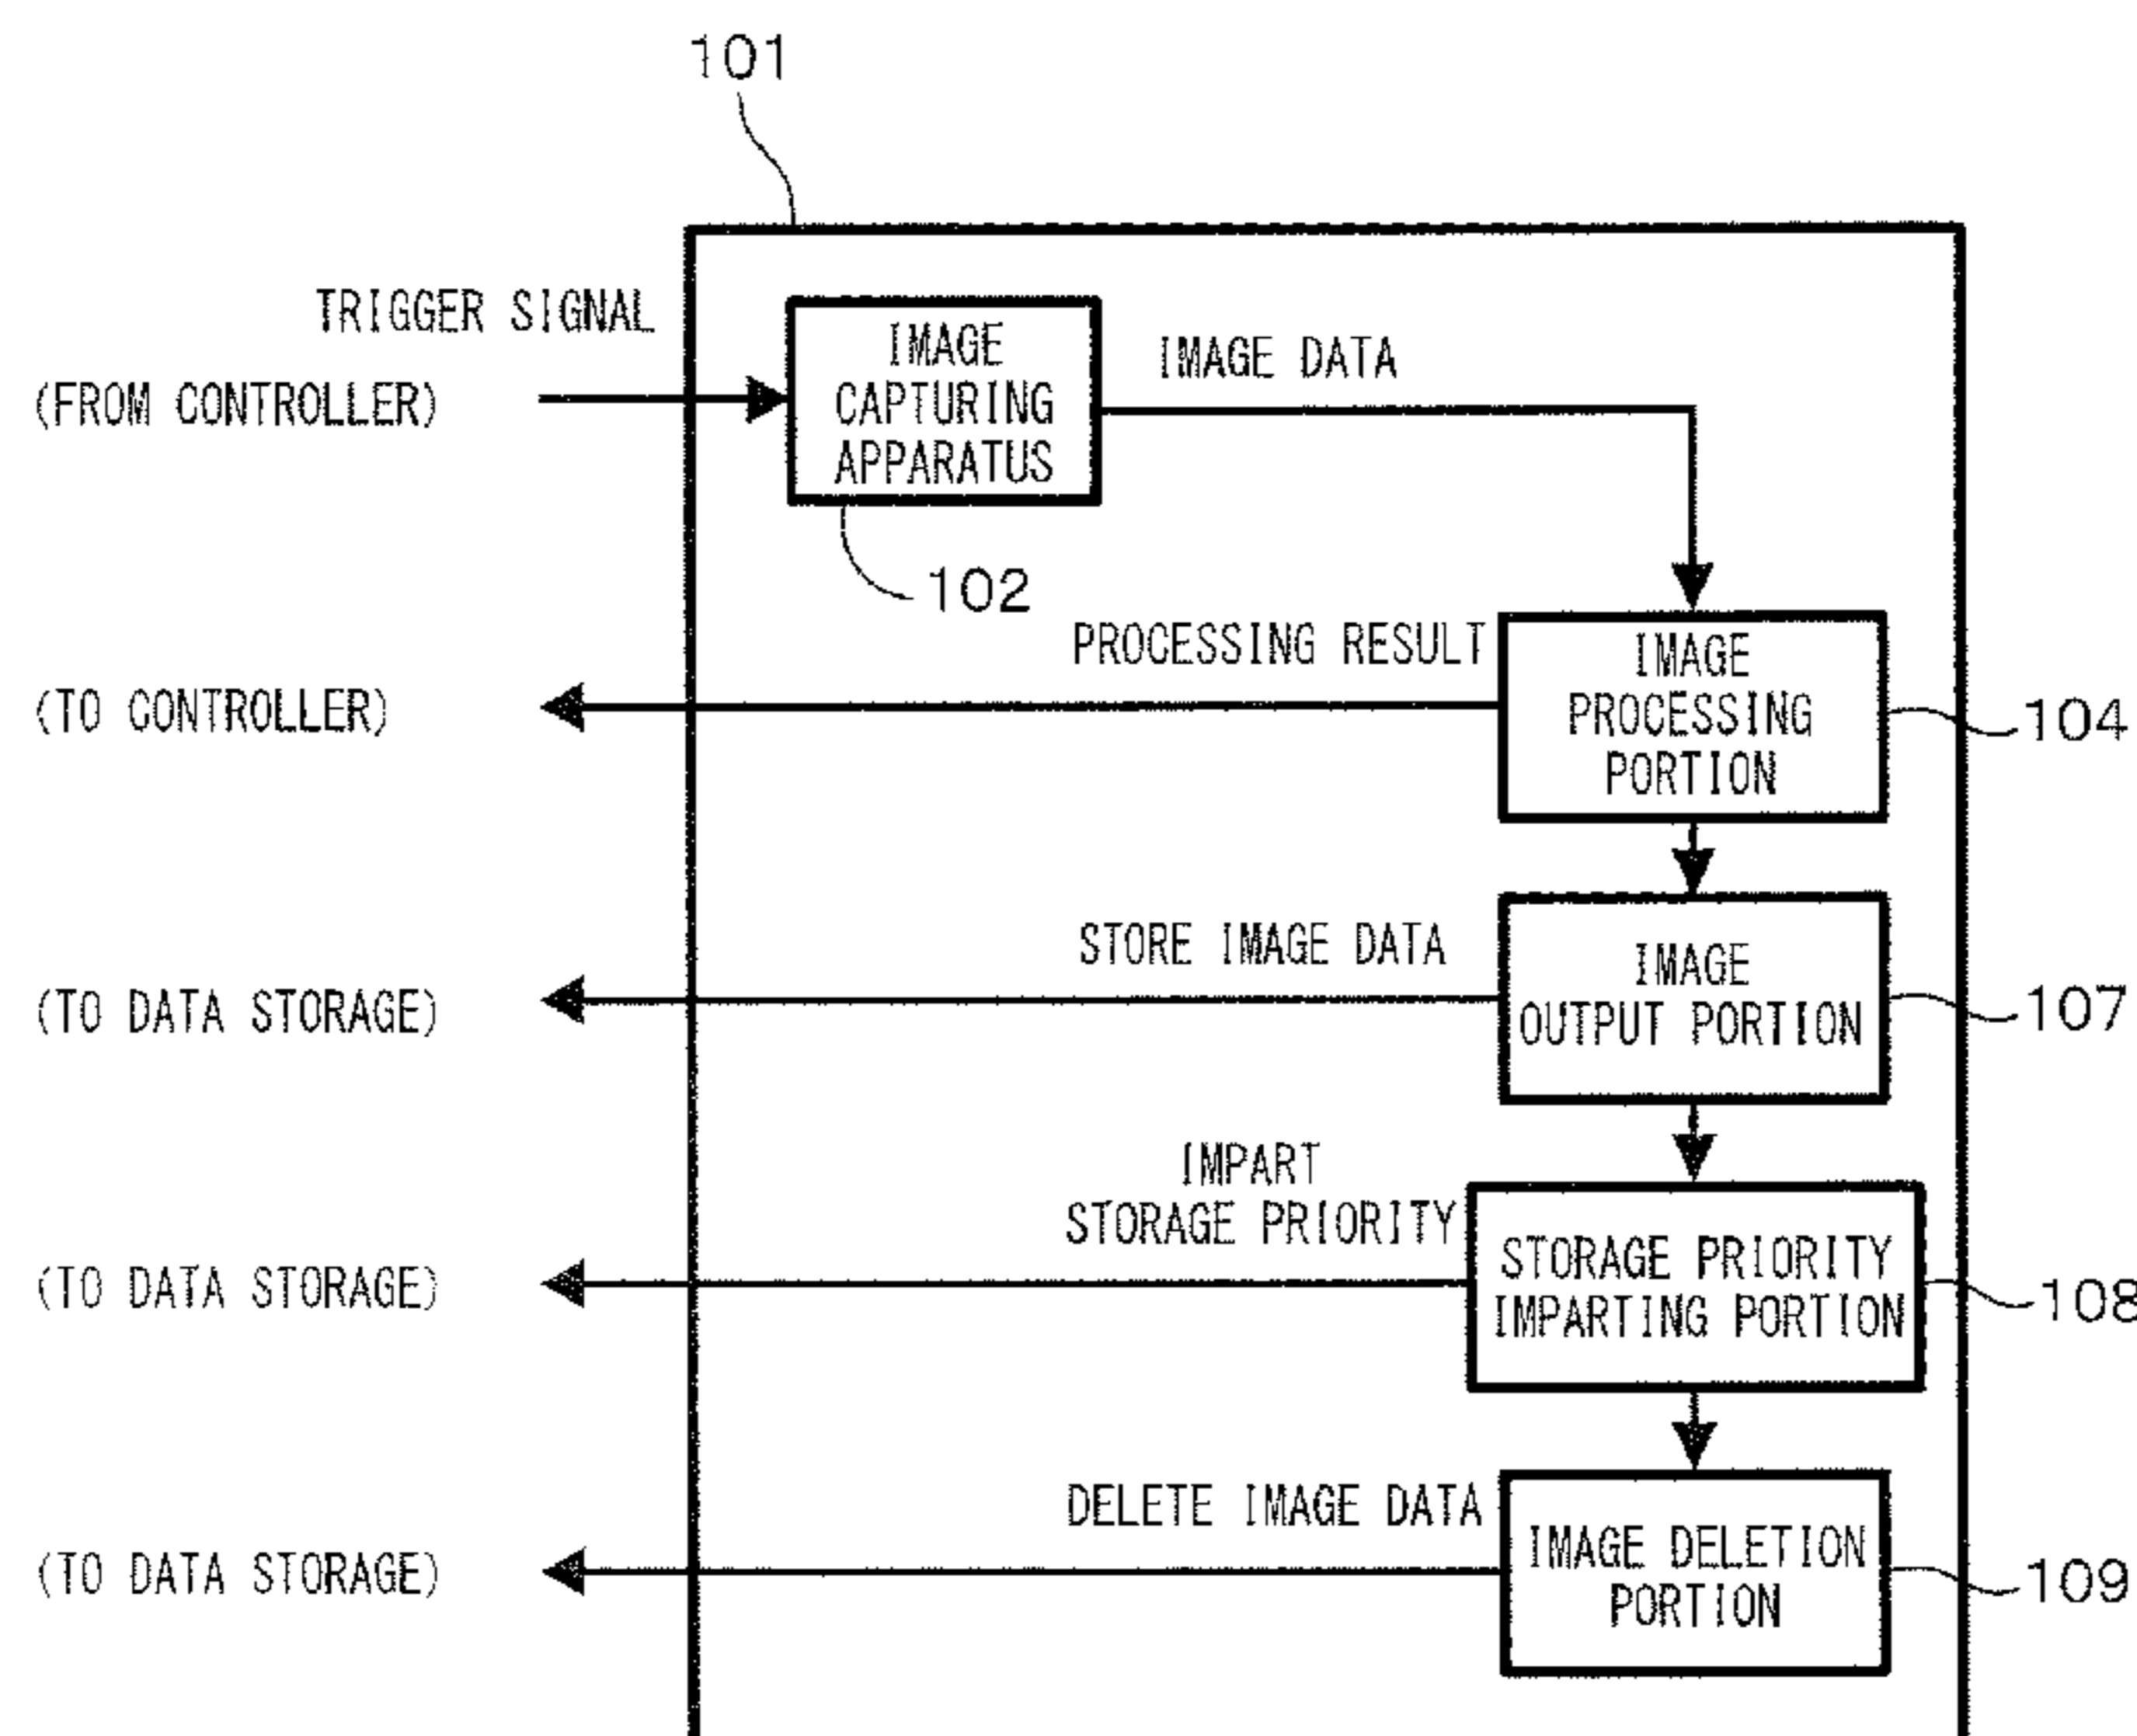 101
TRIGGER SIGNAL
(FROM CONTROLLER)
IMAGE
CAPTURING
APPARATUS
IMAGE DATA
102
PROCESSING RESULT
(TO CONTROLLER)
IMAGE
PROCESSING
PORTION
104
STORE IMAGE DATA
(TO DATA STORAGE)
IMAGE
OUTPUT PORTION
107
IMPART
STORAGE PRIORITY
(TO DATA STORAGE)
STORAGE PRIORITY
IMPARTING PORTION
108
DELETE IMAGE DATA
(TO DATA STORAGE)
IMAGE DELETION
PORTION
109